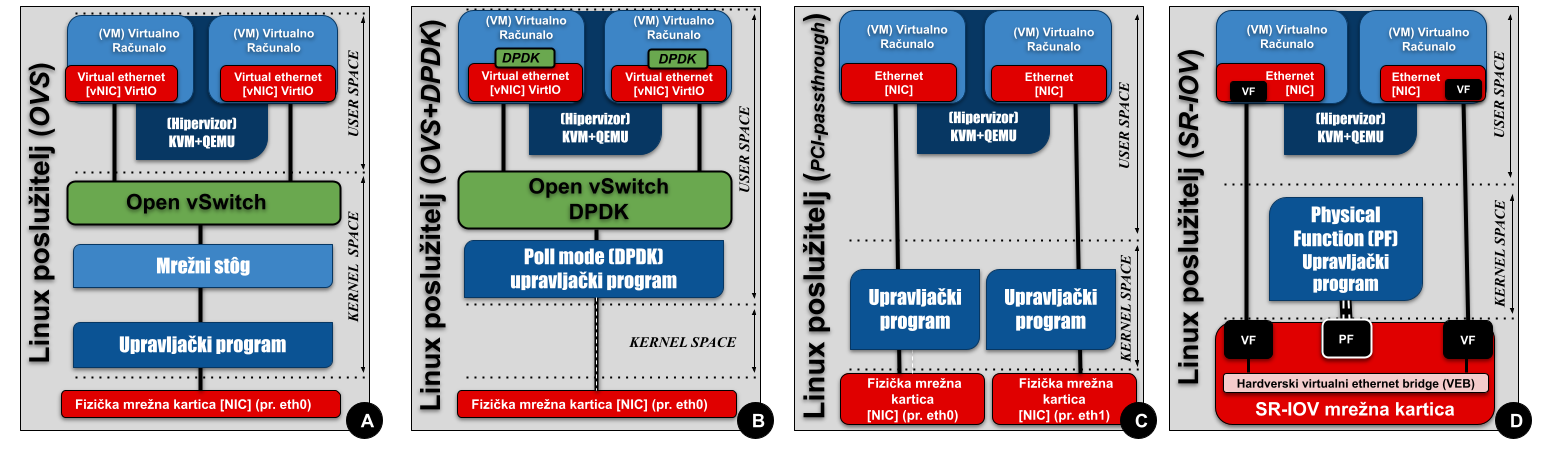 Linux poslužitelj (OVS)
(VM) Virtualno
Računalo
(VM) Virtualno
Računalo
Virtual ethernet
[vNIC] VirtIO
Virtual ethernet
[vNIC] VirtIO
(Hipervizor)
KVM+QEMU
USER SPACE
Open vSwitch
Mrežni stôg
KERNEL SPACE
Upravljački program
Fizička mrežna kartica [NIC] (pr. eth0)
A
Linux poslužitelj (OVS+DPDK)
(VM) Virtualno
Računalo
(VM) Virtualno
Računalo
DPDK
DPDK
Virtual ethernet
[vNIC] VirtIO
Virtual ethernet
[vNIC] VirtIO
(Hipervizor)
KVM+QEMU
USER SPACE
Open vSwitch
DPDK
Poll mode (DPDK)
upravljački program
KERNEL SPACE
Fizička mrežna kartica [NIC] (pr. eth0)
B
Linux poslužitelj (PCI-passthrough)
(VM) Virtualno
Računalo
(VM) Virtualno
Računalo
Ethernet
[NIC]
Ethernet
[NIC]
(Hipervizor)
KVM+QEMU
USER SPACE
Upravljački
program
Upravljački
program
KERNEL SPACE
Fizička mrežna
kartica
[NIC] (pr. eth0)
Fizička mrežna
kartica
[NIC] (pr. eth1)
C
Linux poslužitelj (SR-IOV)
(VM) Virtualno
Računalo
(VM) Virtualno
Računalo
Ethernet
[NIC]
VF
Ethernet
[NIC]
VF
(Hipervizor)
KVM+QEMU
USER SPACE
Physical
Function (PF)
Upravljački
program
KERNEL SPACE
VF
PF
VF
Hardverski virtualni ethernet bridge (VEB)
SR-IOV mrežna kartica
D